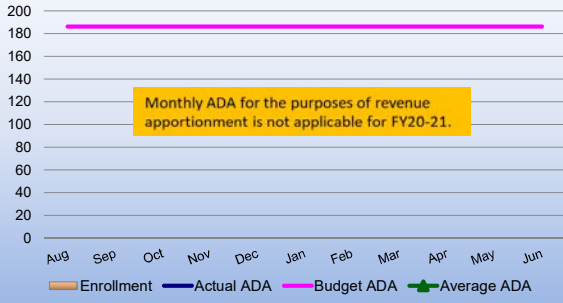 200
180
160
140
120
100
80
60
40
20
0
Monthly ADA for the purposes of revenue
apportionment is not applicable for FY20-21.
Aug Sep Oct Nov Dec Jan Feb Mar Apr May Jun
Enrollment Actual ADA Budget ADA Average ADA